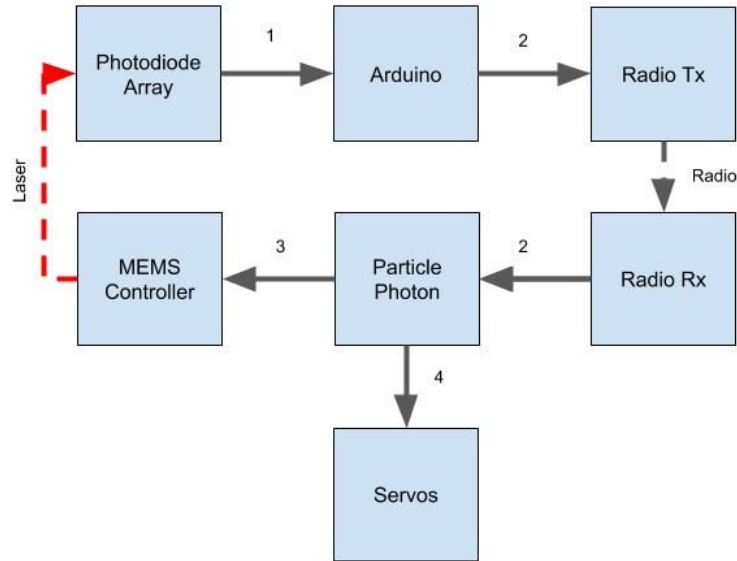 1
2
Photodiode
Array
Arduino
Radio Tx
Laser
Radio
3
2
MEMS
Controller
Particle
Photon
Radio Rx
4
Servos